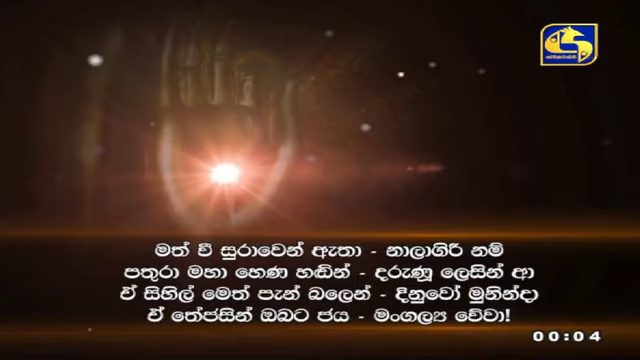 මත් වී සුරාවෙන් ඇතා - නාලාගිරී නම්
පතුරා මහා හෙණ හඬින් - දරුණූ ලෙසින් ආ
ඒ සිහිල් මෙත් පැන් බලෙන් - දිනුවෝ මුනින්දා
ඒ තේජසින් ඔබට ජය - මංගල්‍ය වේවා!
00:04